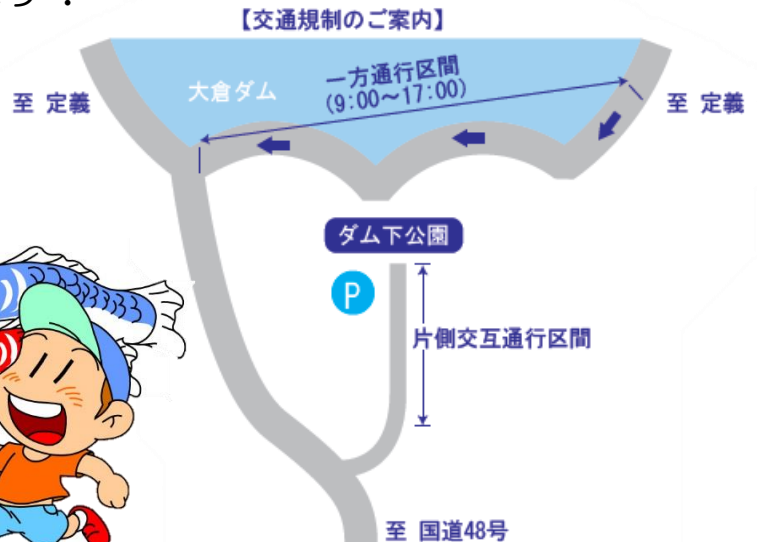 【交通規制のご案内】
至 定義
大倉ダム
一方通行区間
(9:00～17:00)
至 定義
ダム下公園
P
片側交互通行区間
至 国道48号